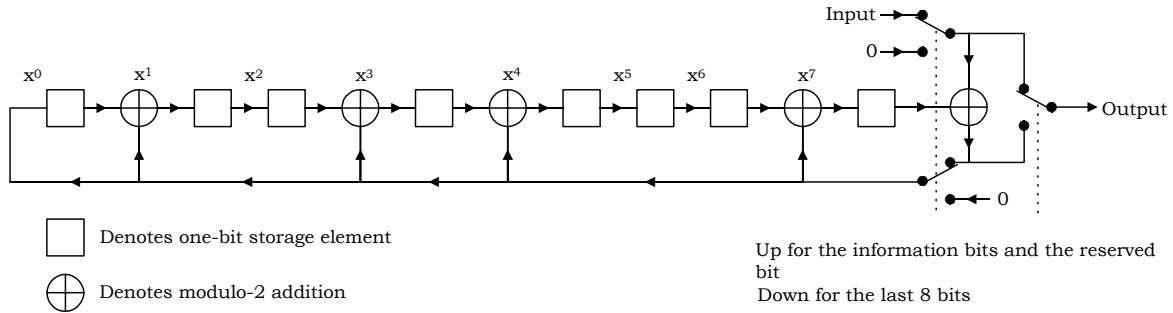 Input
0
x⁰ x¹ x² x³ x⁴ x⁵ x⁶ x⁷
Output
0
Denotes one-bit storage element
Denotes modulo-2 addition
Up for the information bits and the reserved
bit
Down for the last 8 bits